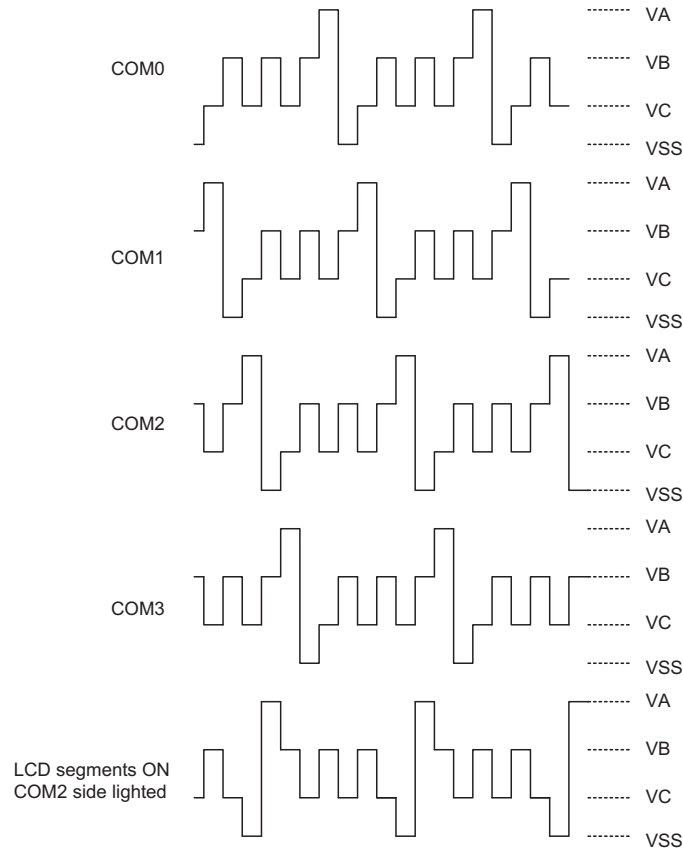 VA
COM0
VB
VC
VSS
VA
COM1
VB
VC
VSS
VA
COM2
VB
VC
VSS
VA
COM3
VB
VC
VSS
VA
VB
LCD segments ON
COM2 side lighted
VC
VSS